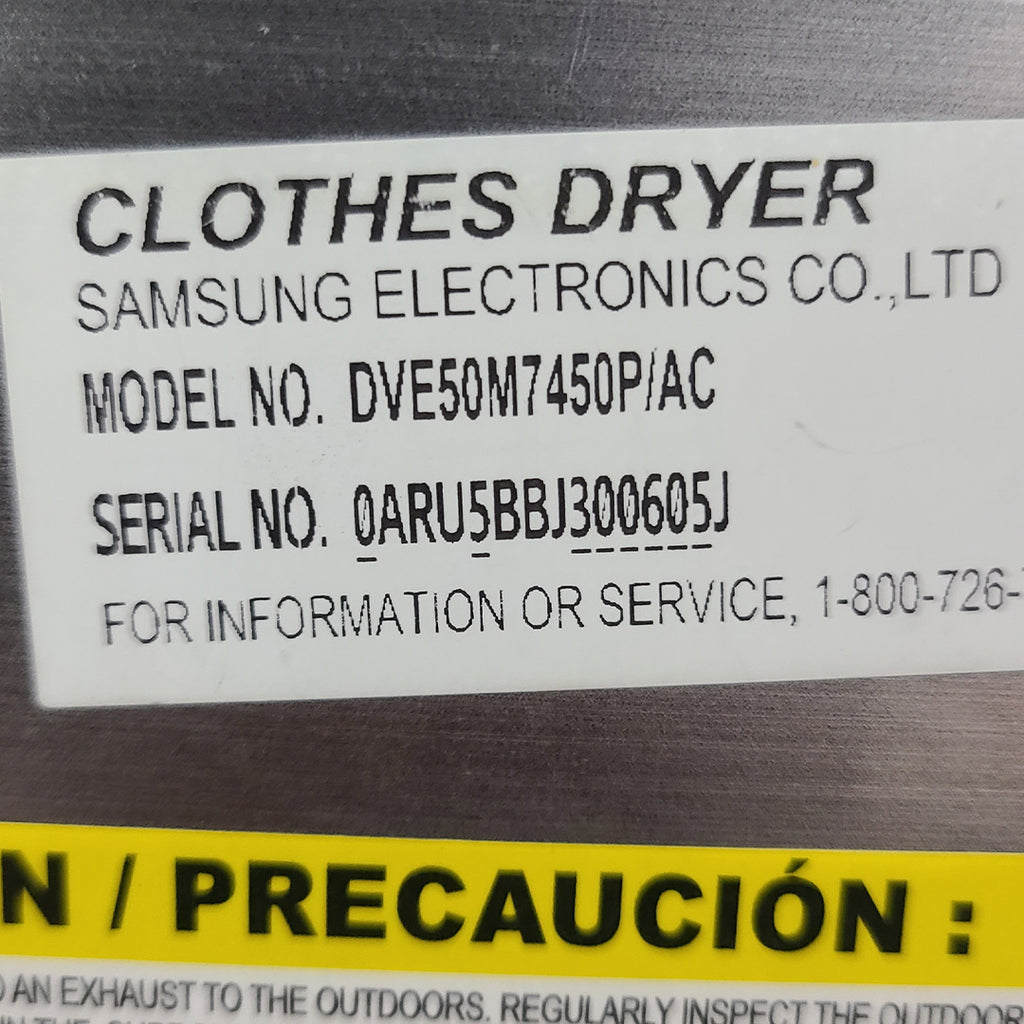 CLOTHES DRYER
SAMSUNG ELECTRONICS CO.,LTD
MODEL NO. DVE50M7450P/AC
SERIAL NO. 0ARU5BBJ300605J
FOR INFORMATION OR SERVICE, 1-800-726-
N / PRECAUCIÓN :
AN EXHAUST TO THE OUTDOORS. REGULARLY INSPECT THE OUTDOOR